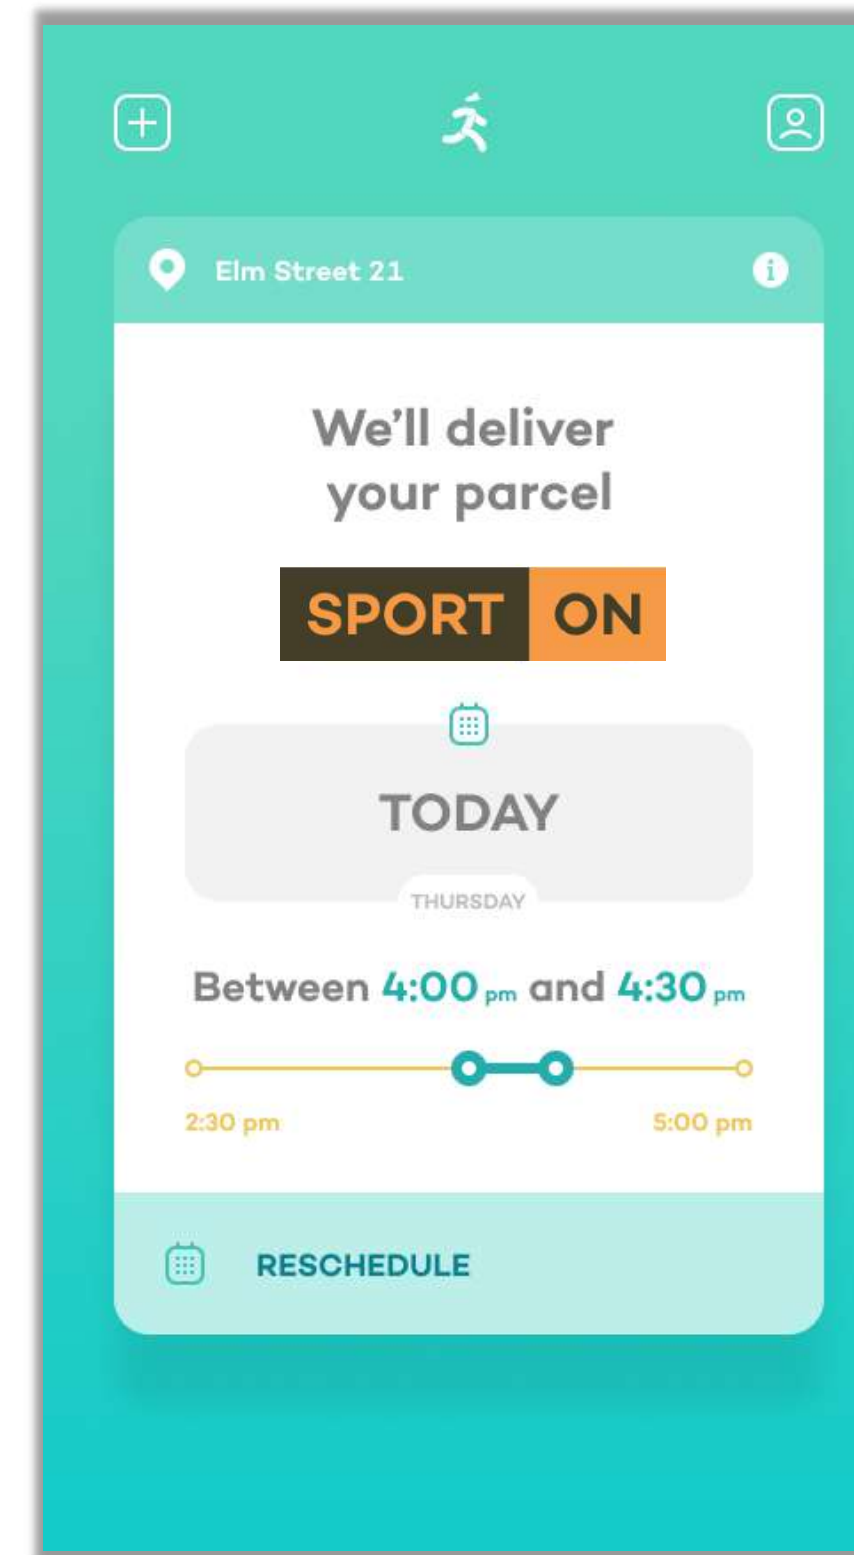 Elm Street 21
We'll deliver
your parcel
SPORT ON
TODAY
THURSDAY
Between 4:00 pm and 4:30 pm
2:30 pm 5:00 pm
RESCHEDULE